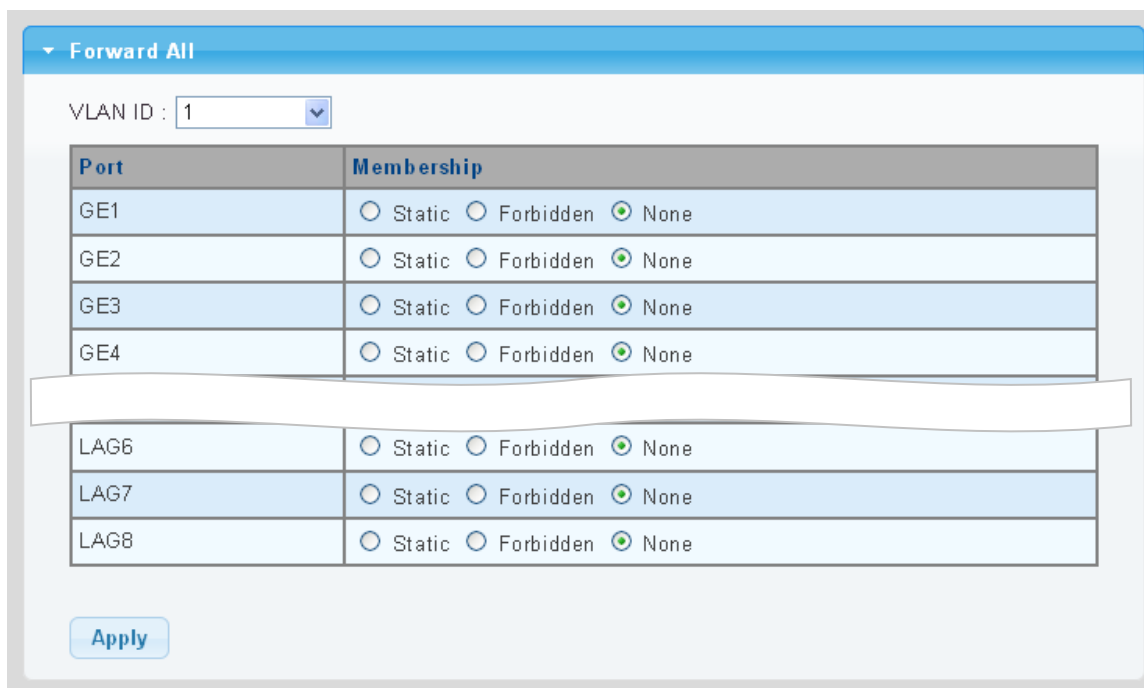 Forward All
VLAN ID : 1
Port Membership
GE1 Static Forbidden None
GE2 Static Forbidden None
GE3 Static Forbidden None
GE4 Static Forbidden None
LAG6 Static Forbidden None
LAG7 Static Forbidden None
LAG8 Static Forbidden None
Apply